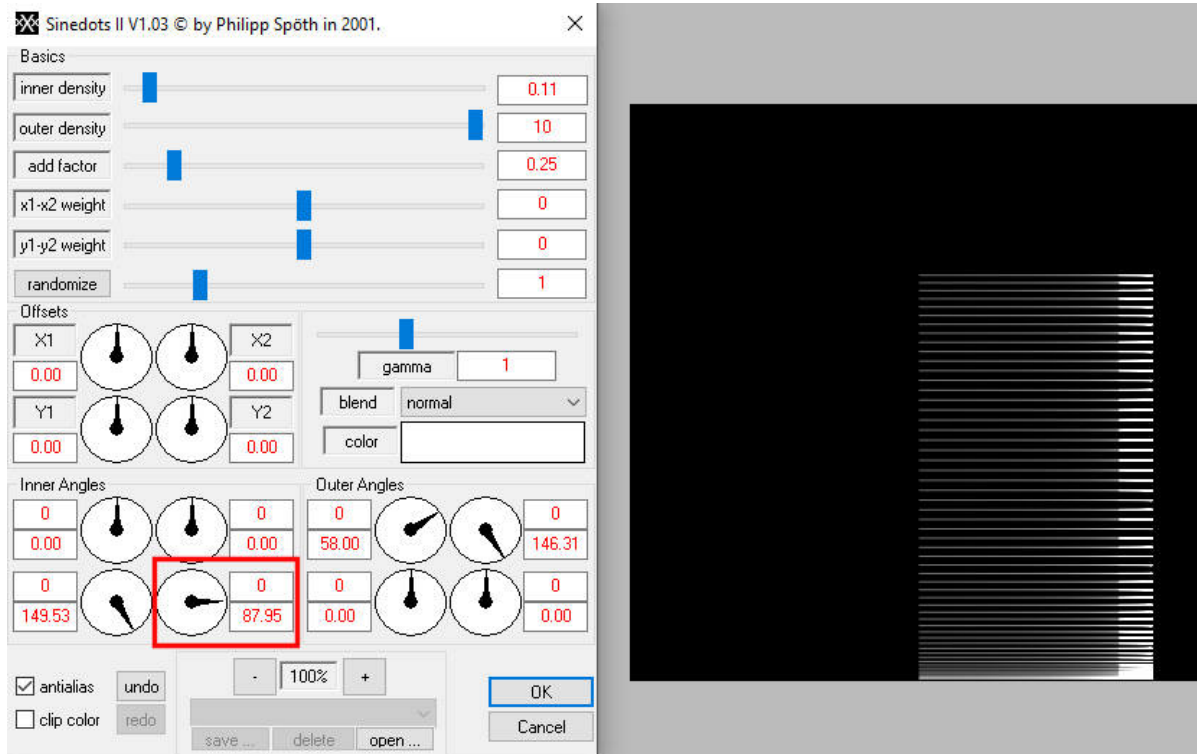 Sinedots II V1.03 © by Philipp Spöth in 2001.
Basics
inner density 0.11
outer density 10
add factor 0.25
x1-x2 weight 0
y1-y2 weight 0
randomize 1
Offsets
X1 X2
0.00 0.00
gamma 1
Y1 Y2
blend normal
0.00 0.00
color
Inner Angles Outer Angles
0 0 0 0
0.00 0.00 58.00 146.31
0 0 0 0
149.53 87.95 0.00 0.00
antialias undo - 100% + OK
clip color redo Cancel
save ... delete open ...